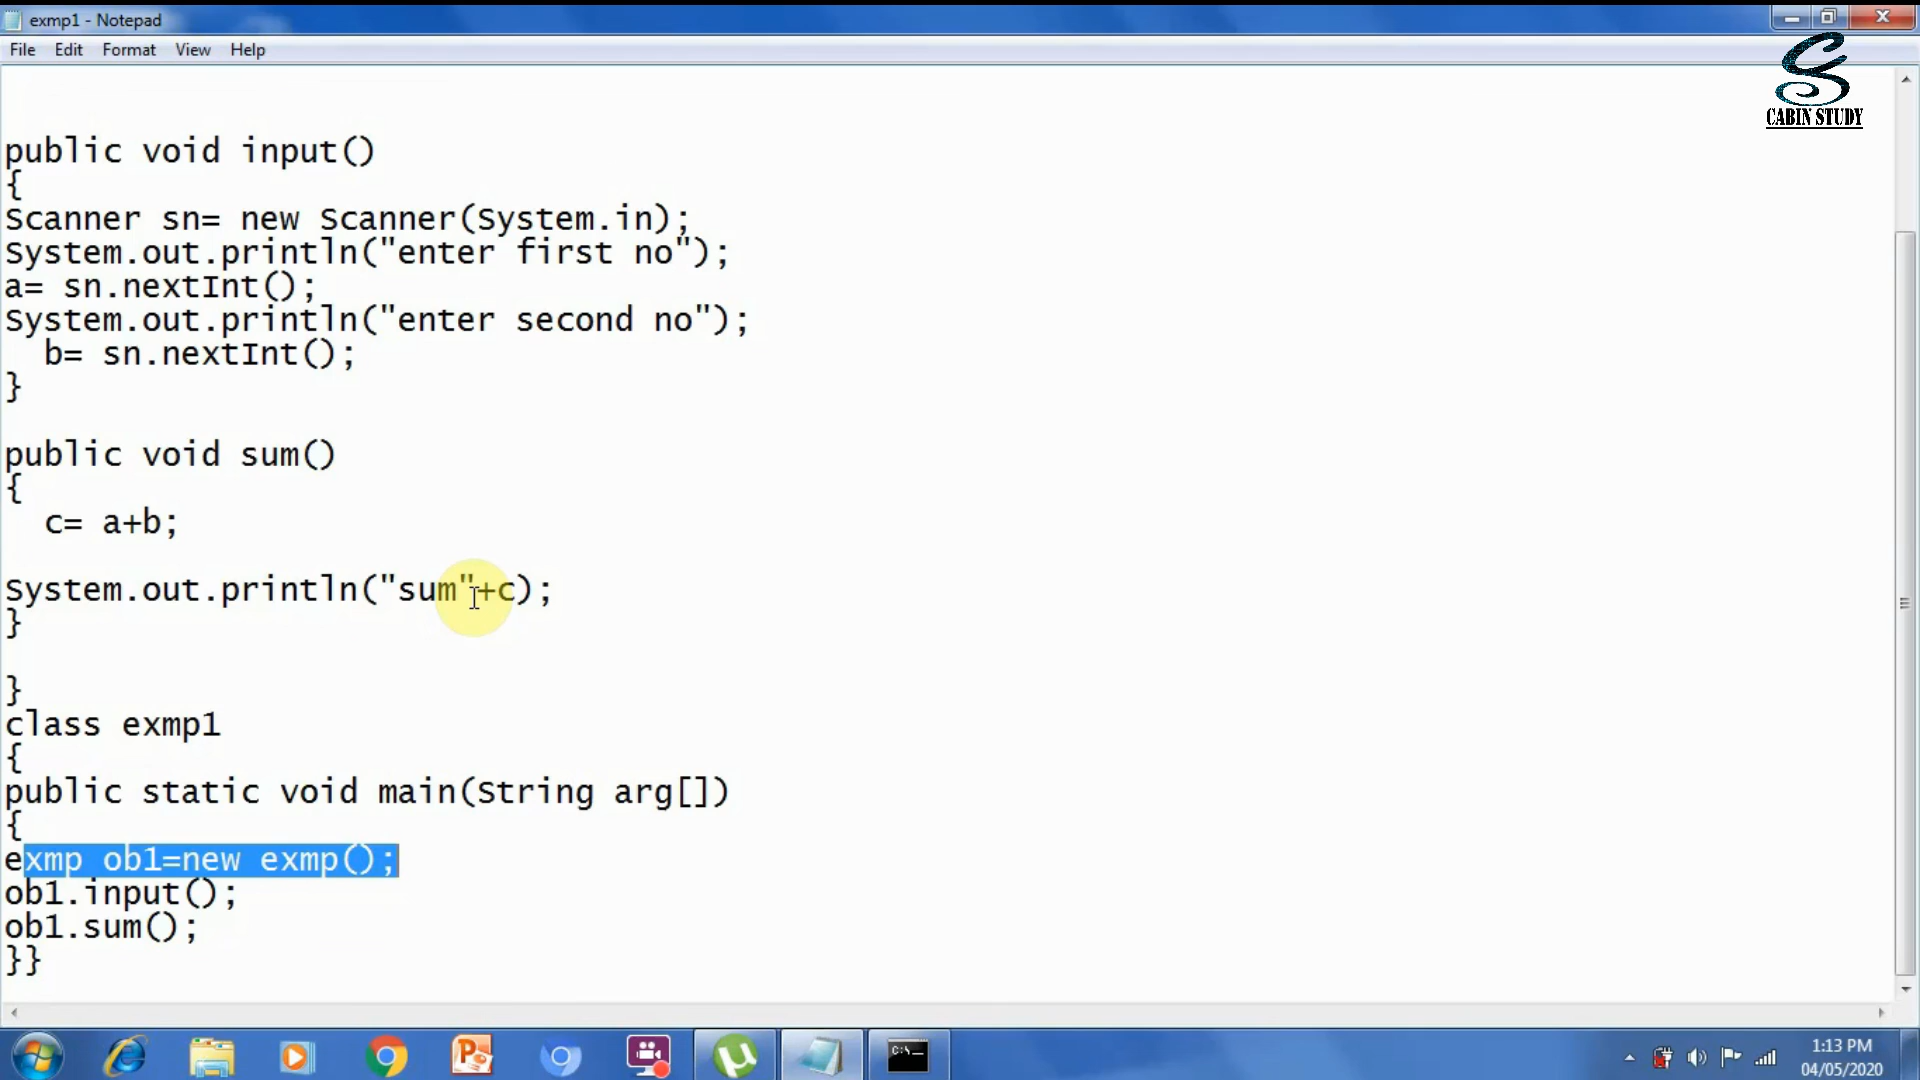 exmp1 - Notepad
File Edit Format View Help
CABIN STUDY
public void input()
{
Scanner sn= new Scanner(System.in);
System.out.println("enter first no");
a= sn.nextInt();
System.out.println("enter second no");
b= sn.nextInt();
}
public void sum()
{
c= a+b;
System.out.println("sum"+c);
}
}
class exmp1
{
public static void main(String arg[])
{
exmp ob1=new exmp();
ob1.input();
ob1.sum();
}}
1:13 PM
04/05/2020